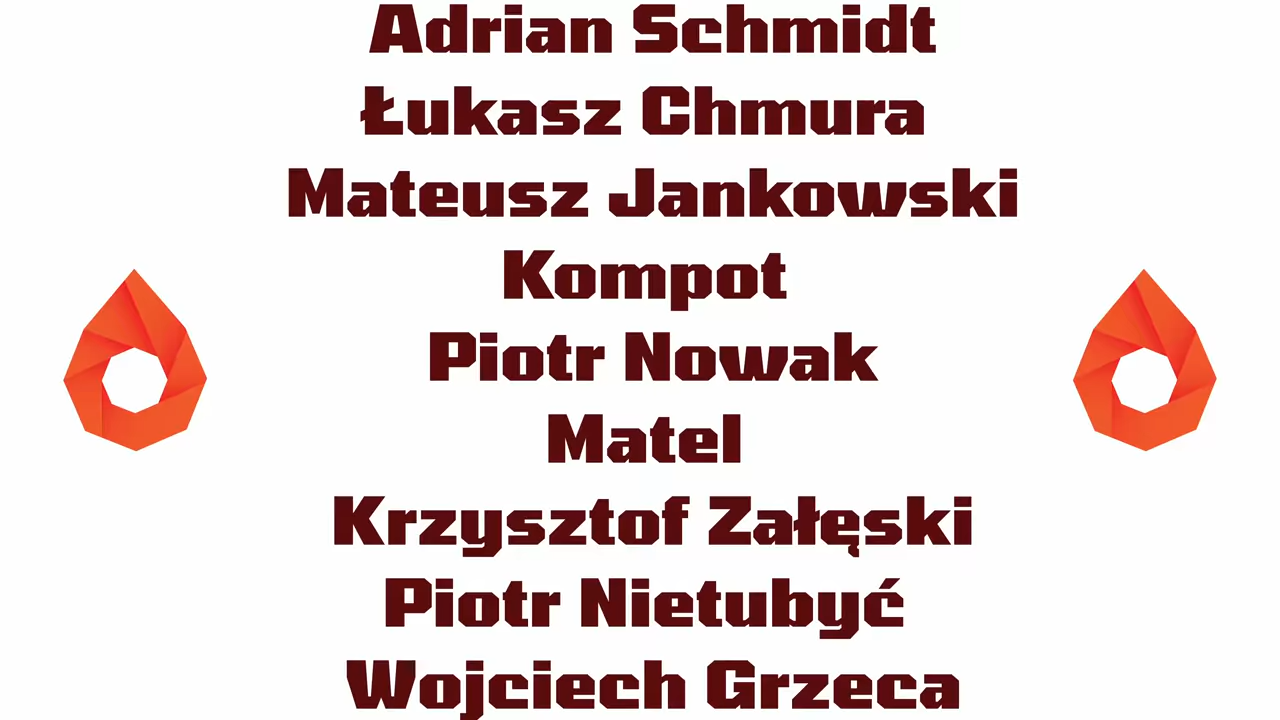 Adrian Schmidt
Łukasz Chmura
Mateusz Jankowski
Kompot
Piotr Nowak
Matel
Krzysztof Załęski
Piotr Nietubyć
Wojciech Grzeca